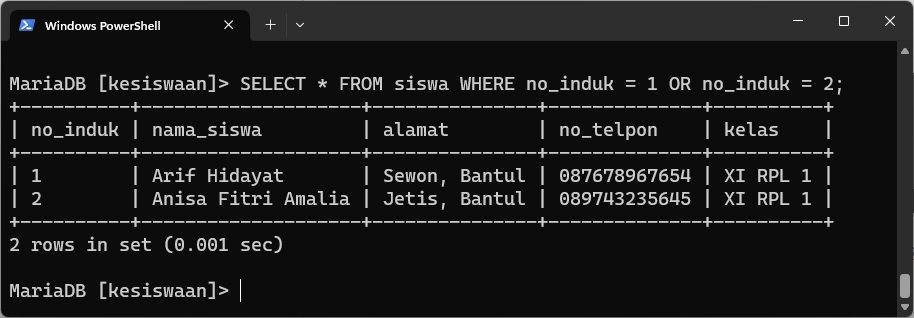 Windows PowerShell
MariaDB [kesiswaan]> SELECT * FROM siswa WHERE no_induk = 1 OR no_induk = 2;
+----------+--------------------+---------------+--------------+----------+
| no_induk | nama_siswa         | alamat        | no_telpon    | kelas    |
+----------+--------------------+---------------+--------------+----------+
| 1        | Arif Hidayat       | Sewon, Bantul | 087678967654 | XI RPL 1 |
| 2        | Anisa Fitri Amalia | Jetis, Bantul | 089743235645 | XI RPL 1 |
+----------+--------------------+---------------+--------------+----------+
2 rows in set (0.001 sec)
MariaDB [kesiswaan]>